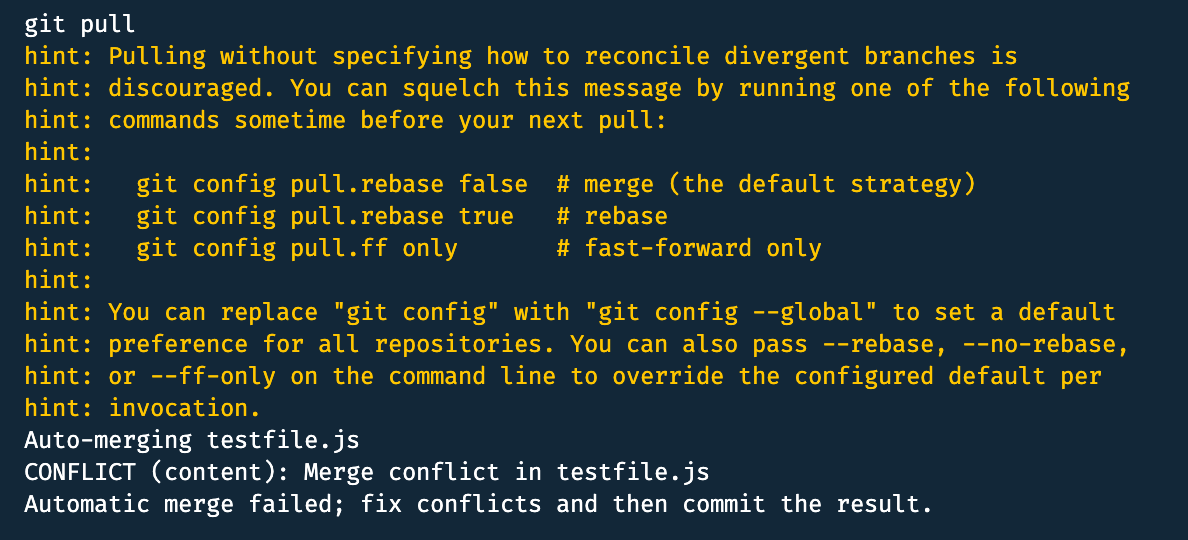 git pull
hint: Pulling without specifying how to reconcile divergent branches is
hint: discouraged. You can squelch this message by running one of the following
hint: commands sometime before your next pull:
hint:
hint:   git config pull.rebase false  # merge (the default strategy)
hint:   git config pull.rebase true   # rebase
hint:   git config pull.ff only       # fast-forward only
hint:
hint: You can replace "git config" with "git config --global" to set a default
hint: preference for all repositories. You can also pass --rebase, --no-rebase,
hint: or --ff-only on the command line to override the configured default per
hint: invocation.
Auto-merging testfile.js
CONFLICT (content): Merge conflict in testfile.js
Automatic merge failed; fix conflicts and then commit the result.